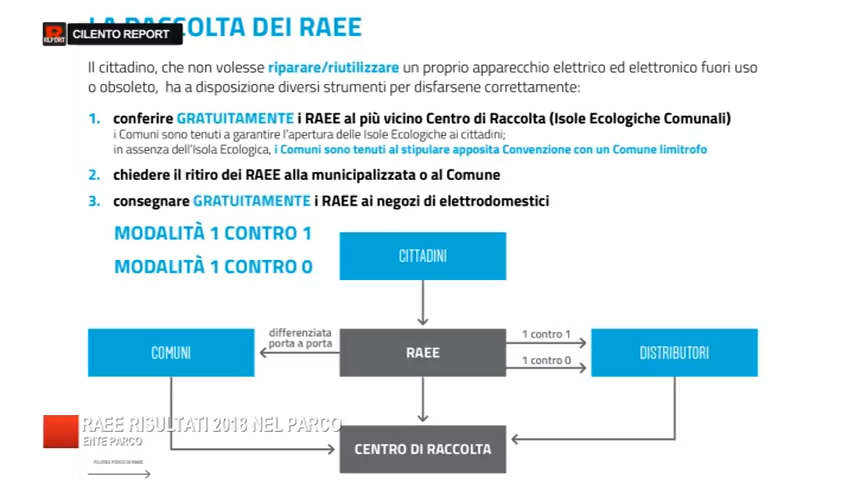 REPORT
CILENTO REPORT
LA RACCOLTA DEI RAEE
Il cittadino, che non volesse riparare/riutilizzare un proprio apparecchio elettrico ed elettronico fuori uso
o obsoleto, ha a disposizione diversi strumenti per disfarsene correttamente:
1. conferire GRATUITAMENTE i RAEE al più vicino Centro di Raccolta (Isole Ecologiche Comunali)
i Comuni sono tenuti a garantire l'apertura delle Isole Ecologiche ai cittadini;
in assenza dell'Isola Ecologica, i Comuni sono tenuti al stipulare apposita Convenzione con un Comune limitrofo
2. chiedere il ritiro dei RAEE alla municipalizzata o al Comune
3. consegnare GRATUITAMENTE i RAEE ai negozi di elettrodomestici
MODALITÀ 1 CONTRO 1
MODALITÀ 1 CONTRO 0
CITTADINI
COMUNI
differenziata
porta a porta
RAEE
1 contro 1
1 contro 0
DISTRIBUTORI
CENTRO DI RACCOLTA
RAEE RISULTATI 2018 NEL PARCO
ENTE PARCO